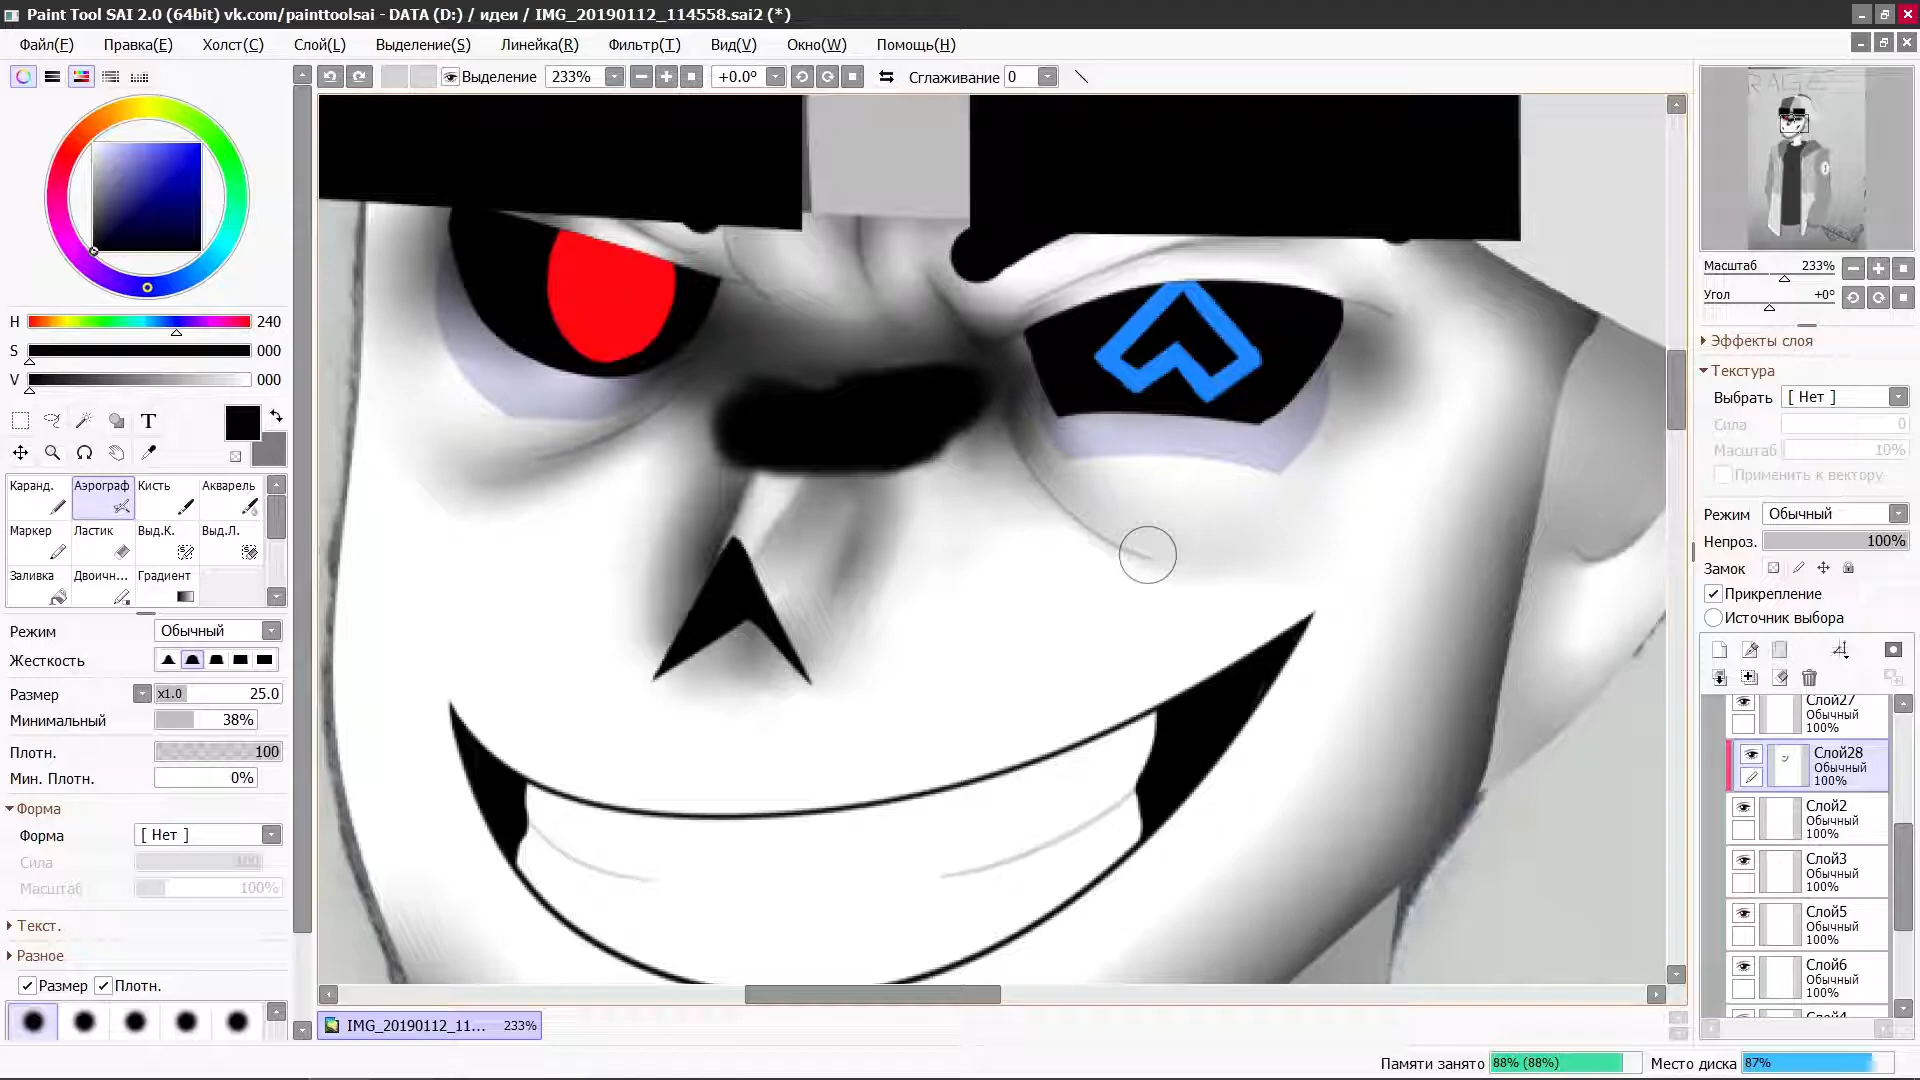 Paint Tool SAI 2.0 (64bit) vk.com/painttoolsai - DATA (D:) / идеи / IMG_20190112_114558.sai2 (*)
Файл(F) Правка(E) Холст(C) Слой(L) Выделение(S) Линейка(R) Фильтр(T) Вид(V) Окно(W) Помощь(H)
Выделение 233% +0.0° Сглаживание 0
RAGE
Масштаб 233%
Угол +0°
H 240
S 000
V 000
T
Каранд. Аэрограф Кисть Акварель
Маркер Ластик Выд.К. Выд.Л.
Заливка Двоичн... Градиент
Режим Обычный
Жесткость
Размер x1.0 25.0
Минимальный 38%
Плотн. 100
Мин. Плотн. 0%
Форма
Форма [ Нет ]
Сила 100
Масштаб 100%
Текст.
Разное
Размер Плотн.
Эффекты слоя
Текстура
Выбрать [ Нет ]
Сила 0
Масштаб 10%
Применить к вектору
Режим Обычный
Непроз. 100%
Замок
Прикрепление
Источник выбора
Слой27
Обычный
100%
Слой28
Обычный
100%
Слой2
Обычный
100%
Слой3
Обычный
100%
Слой5
Обычный
100%
Слой6
Обычный
100%
Слой4
IMG_20190112_11... 233%
Памяти занято 88% (88%) Место диска 87%